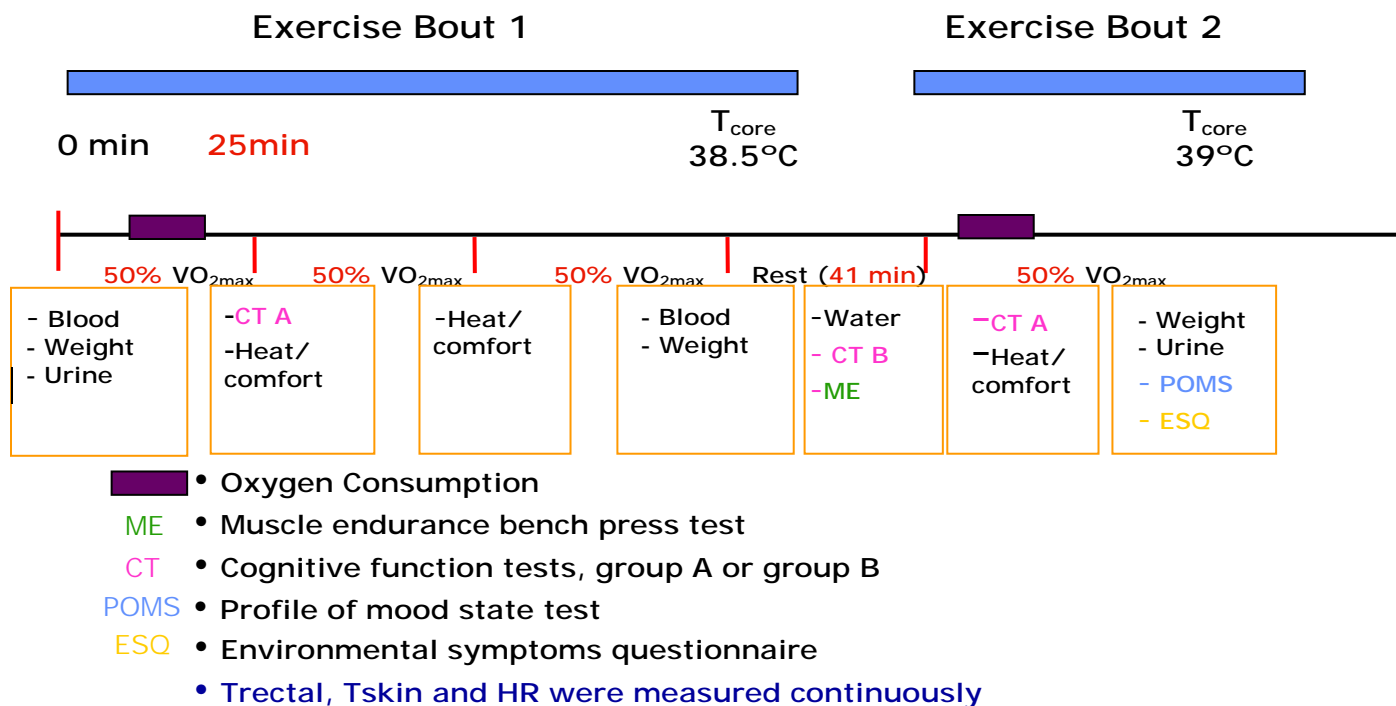 Exercise Bout 1
Exercise Bout 2
Tcore
38.5°C
Tcore
39°C
0 min
25min
50% VO2max
50% VO2max
50% VO2max
Rest (41 min)
50% VO2max
- Blood
- Weight
- Urine
-CT A
-Heat/
comfort
-Heat/
comfort
- Blood
- Weight
-Water
- CT B
-ME
-CT A
-Heat/
comfort
- Weight
- Urine
- POMS
- ESQ
• Oxygen Consumption
ME • Muscle endurance bench press test
CT • Cognitive function tests, group A or group B
POMS • Profile of mood state test
ESQ • Environmental symptoms questionnaire
• Trectal, Tskin and HR were measured continuously